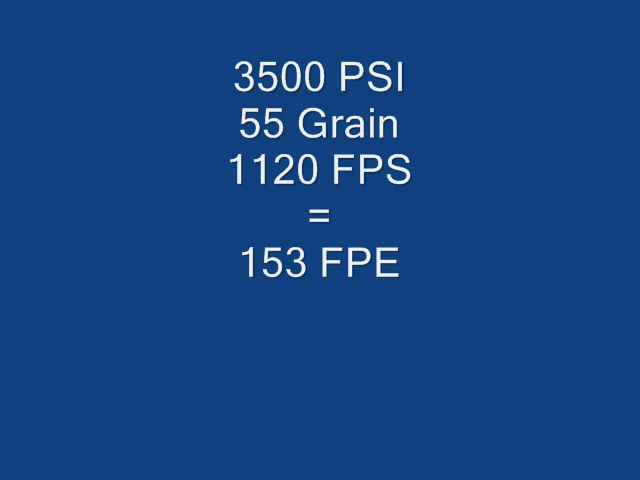 3500 PSI
55 Grain
1120 FPS
=
153 FPE